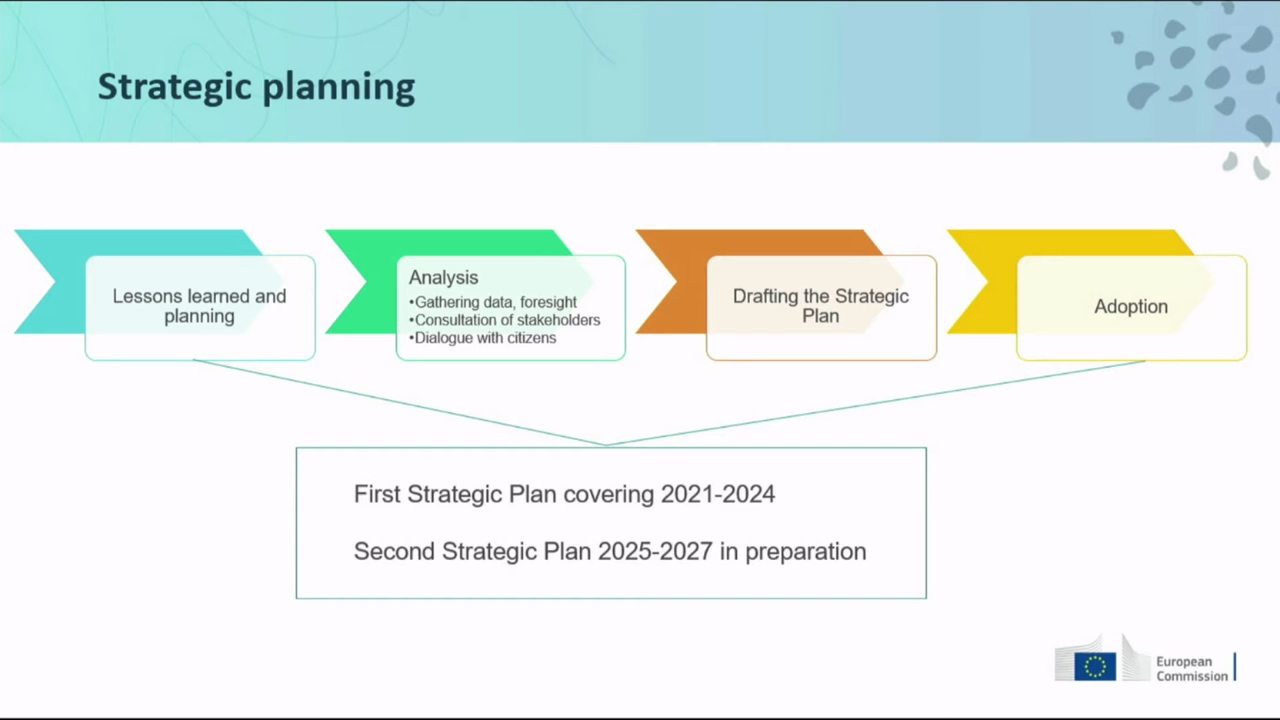 Strategic planning
Lessons learned and
planning
Analysis
•Gathering data, foresight
•Consultation of stakeholders
•Dialogue with citizens
Drafting the Strategic
Plan
Adoption
First Strategic Plan covering 2021-2024
Second Strategic Plan 2025-2027 in preparation
European
Commission